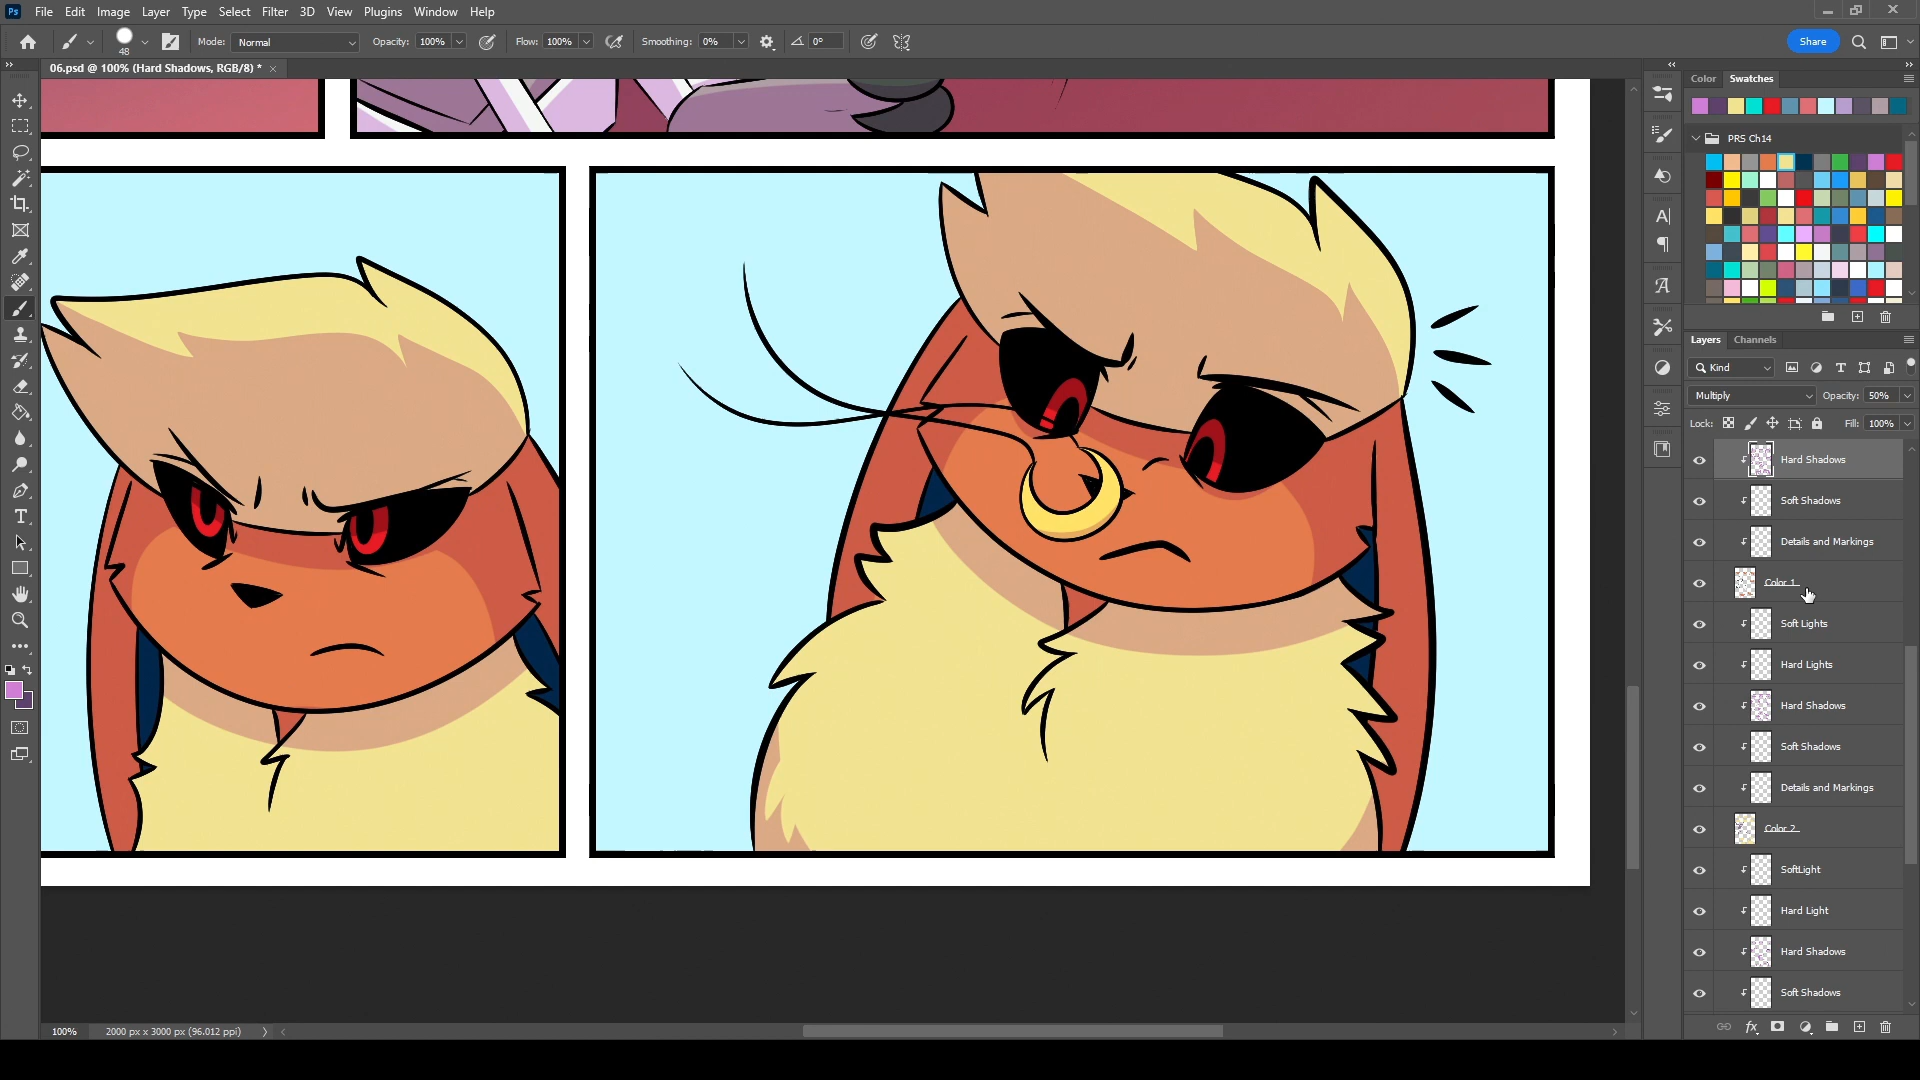 Ps File Edit Image Layer Type Select Filter 3D View Plugins Window Help
48 Mode: Normal Opacity: 100% Flow: 100% Smoothing: 0% 0° Share
06.psd @ 100% (Hard Shadows, RGB/8) *
Color Swatches
PRS Ch14
Layers Channels
Kind
Multiply Opacity: 50%
Lock: Fill: 100%
Hard Shadows
Soft Shadows
Details and Markings
Color 1
Soft Lights
Hard Lights
Hard Shadows
Soft Shadows
Details and Markings
Color 2
SoftLight
Hard Light
Hard Shadows
Soft Shadows
100% 2000 px x 3000 px (96.012 ppi)